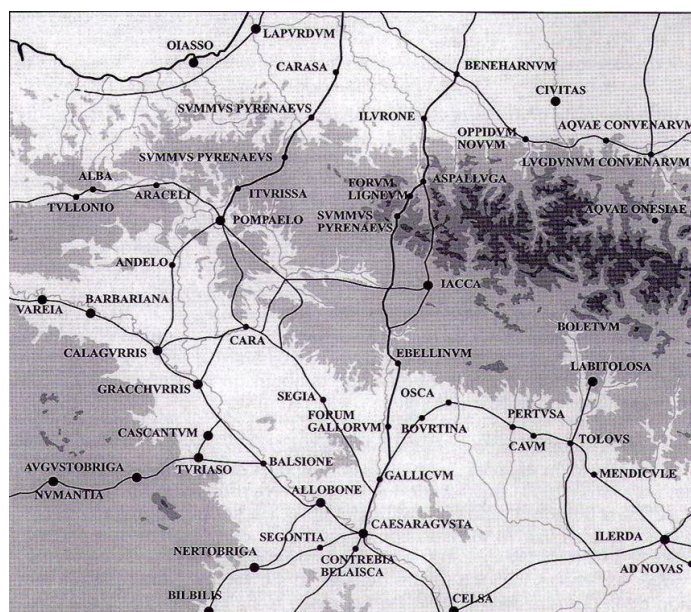 LAPVRDVM
OIASSO
CARASA
BENEHARNVM
CIVITAS
SVMMVS PYRENAEVS
ILVRONE
OPPIDVM
NOVVM
AQVAE CONVENARVM
LVGDVNVM CONVENARVM
SVMMVS PYRENAEVS
ALBA
ARACELI
ITVRISSA
FORVM
LIGNEVM
ASPALLVGA
TVLLONIO
POMPAELO
SVMMVS
PYRENAEVS
AQVAE ONESIAE
ANDELO
IACCA
BARBARIANA
VAREIA
BOLETVM
CARA
CALAGVRRIS
EBELLINVM
LABITOLOSA
GRACCHVRRIS
SEGIA
OSCA
FORUM
GALLORVM
BOVRTINA
PERTVSA
CAVM
TOLOVS
CASCANTVM
AVGVSTOBRIGA
NVMANTIA
TVRIASO
BALSIONE
GALLICVM
MENDICVLE
ALLOBONE
CAESARAGVSTA
SEGONTIA
ILERDA
NERTOBRIGA
CONTREBIA
BELAISCA
AD NOVAS
BILBILIS
CELSA